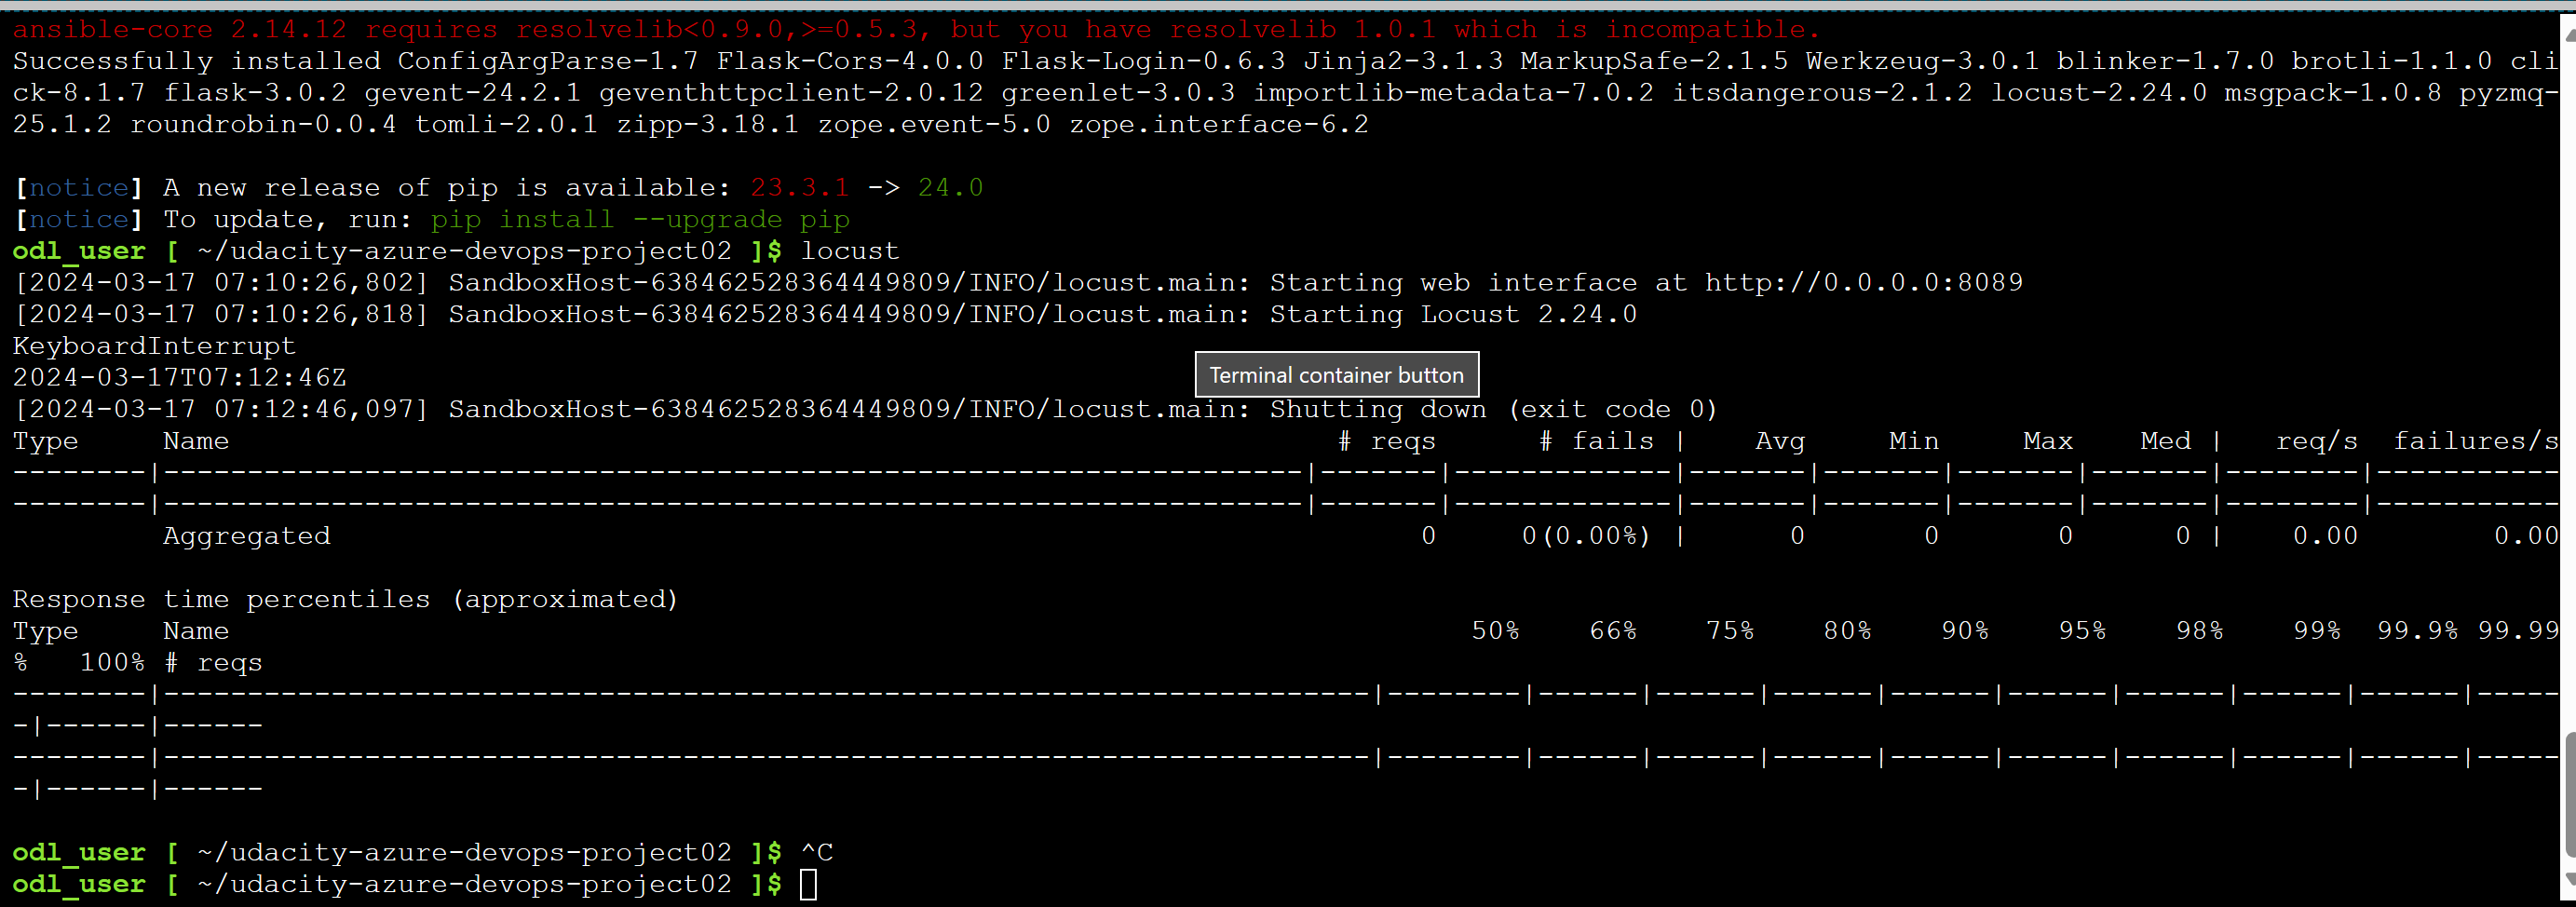 ansible-core 2.14.12 requires resolvelib<0.9.0,>=0.5.3, but you have resolvelib 1.0.1 which is incompatible.
Successfully installed ConfigArgParse-1.7 Flask-Cors-4.0.0 Flask-Login-0.6.3 Jinja2-3.1.3 MarkupSafe-2.1.5 Werkzeug-3.0.1 blinker-1.7.0 brotli-1.1.0 cli
ck-8.1.7 flask-3.0.2 gevent-24.2.1 geventhttpclient-2.0.12 greenlet-3.0.3 importlib-metadata-7.0.2 itsdangerous-2.1.2 locust-2.24.0 msgpack-1.0.8 pyzmq-
25.1.2 roundrobin-0.0.4 tomli-2.0.1 zipp-3.18.1 zope.event-5.0 zope.interface-6.2
[notice] A new release of pip is available: 23.3.1 -> 24.0
[notice] To update, run: pip install --upgrade pip
odl_user [ ~/udacity-azure-devops-project02 ]$ locust
[2024-03-17 07:10:26,802] SandboxHost-638462528364449809/INFO/locust.main: Starting web interface at http://0.0.0.0:8089
[2024-03-17 07:10:26,818] SandboxHost-638462528364449809/INFO/locust.main: Starting Locust 2.24.0
KeyboardInterrupt
Terminal container button
2024-03-17T07:12:46Z
[2024-03-17 07:12:46,097] SandboxHost-638462528364449809/INFO/locust.main: Shutting down (exit code 0)
Type     Name                                                                  # reqs      # fails |    Avg     Min     Max    Med |   req/s  failures/s
--------|--------------------------------------------------------------------|-------|-------------|-------|-------|-------|-------|--------|-----------
--------|--------------------------------------------------------------------|-------|-------------|-------|-------|-------|-------|--------|-----------
         Aggregated                                                                 0     0(0.00%) |      0       0       0      0 |    0.00        0.00
Response time percentiles (approximated)
Type     Name                                                                          50%    66%    75%    80%    90%    95%    98%    99%  99.9% 99.99
%   100% # reqs
--------|------------------------------------------------------------------------|--------|------|------|------|------|------|------|------|------|-----
-|------|------
--------|------------------------------------------------------------------------|--------|------|------|------|------|------|------|------|------|-----
-|------|------
odl_user [ ~/udacity-azure-devops-project02 ]$ ^C
odl_user [ ~/udacity-azure-devops-project02 ]$